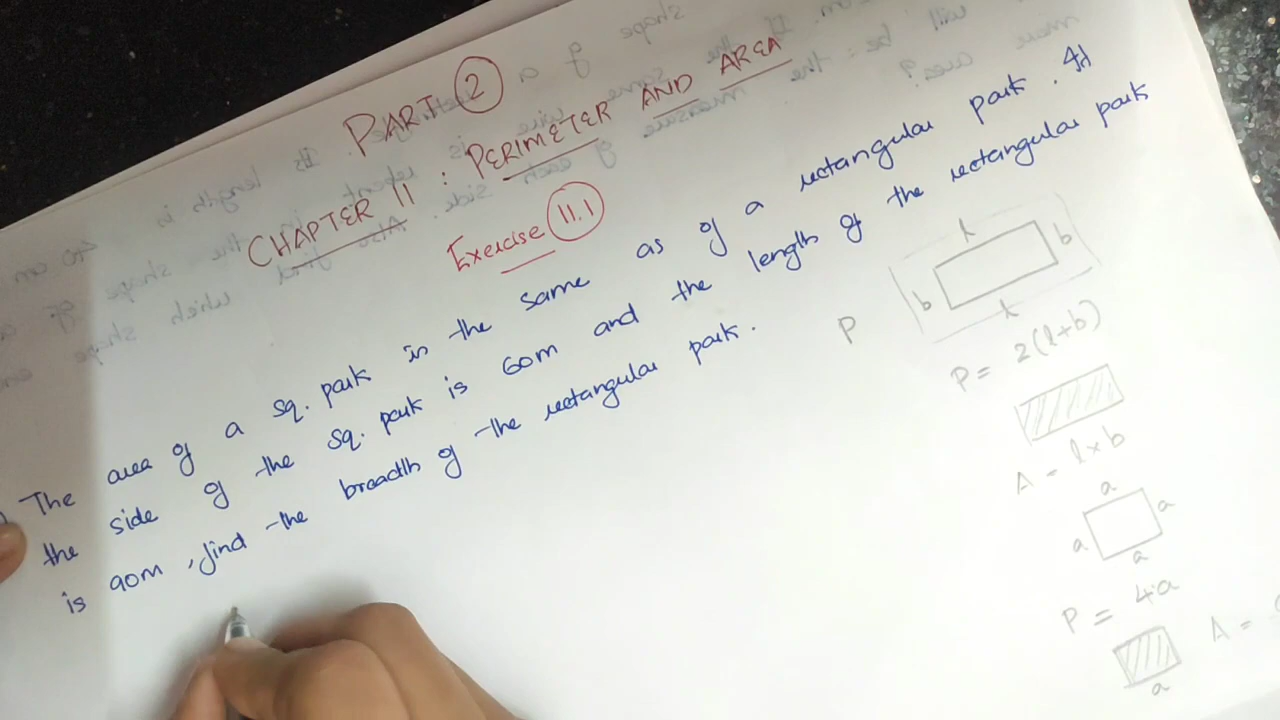 PART 2
CHAPTER 11 : PERIMETER AND AREA
Exercise 11.1
The area of a sq. park is the same as of a rectangular park. If
the side of the sq. park is 60m and the length of the rectangular park
is 90m, find the breadth of the rectangular park.
P
l
b
b
l
P = 2(l+b)
A = l×b
a
a
a
a
P = 4a
A =
a